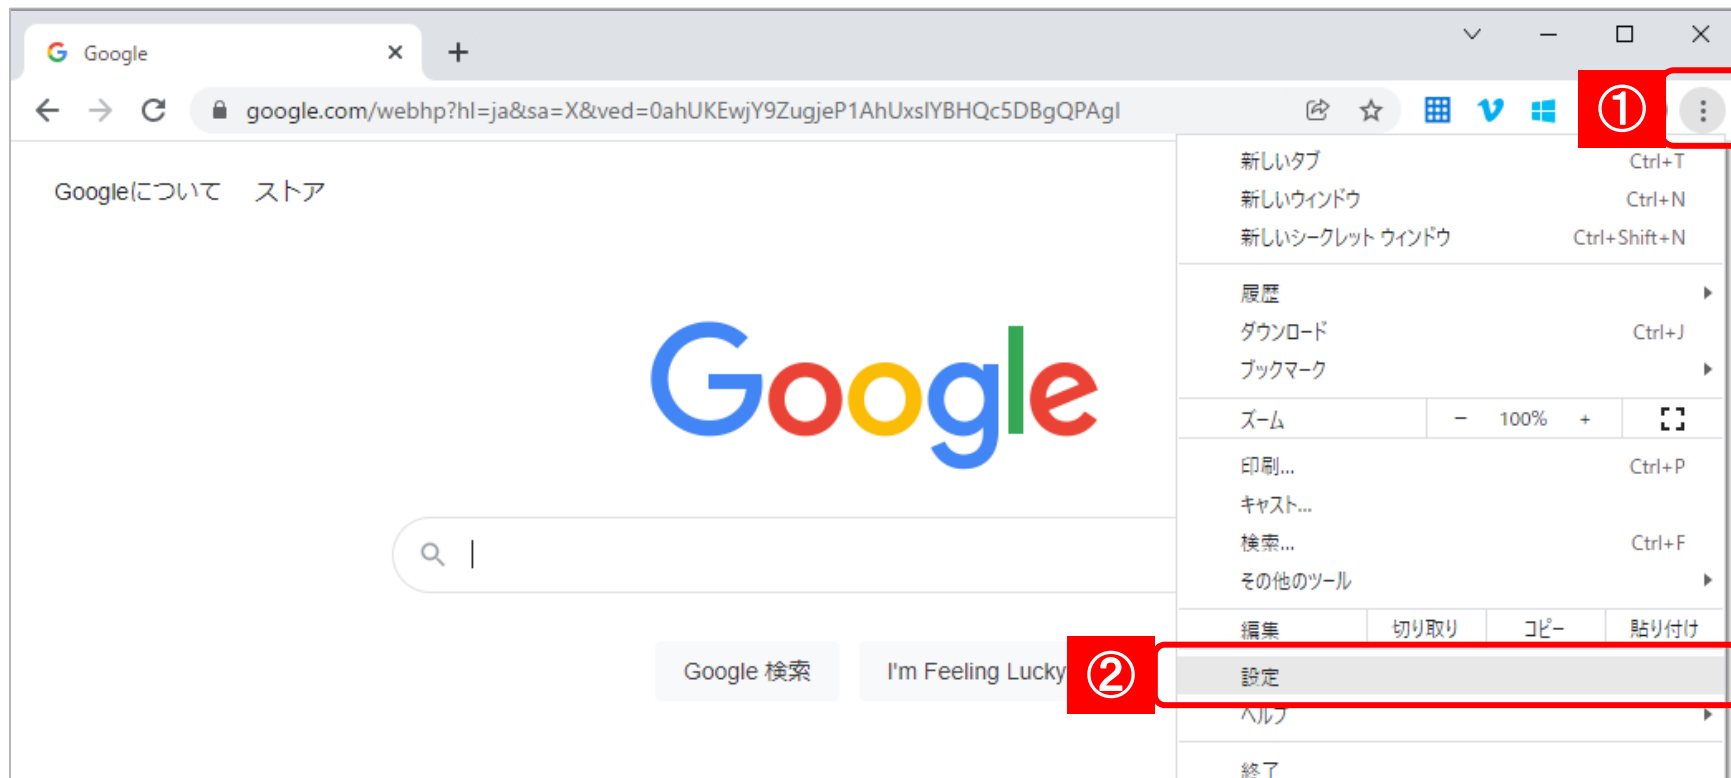 Google
google.com/webhp?hl=ja&sa=X&ved=0ahUKEwjY9ZugjeP1AhUxsIYBHQc5DBgQPAgI
①
Googleについて ストア
新しいタブ Ctrl+T
新しいウィンドウ Ctrl+N
新しいシークレット ウィンドウ Ctrl+Shift+N
履歴
ダウンロード Ctrl+J
ブックマーク
Google
ズーム − 100% +
印刷... Ctrl+P
キャスト...
検索... Ctrl+F
その他のツール
編集 切り取り コピー 貼り付け
Google 検索 I'm Feeling Lucky
②
設定
ヘルプ
終了